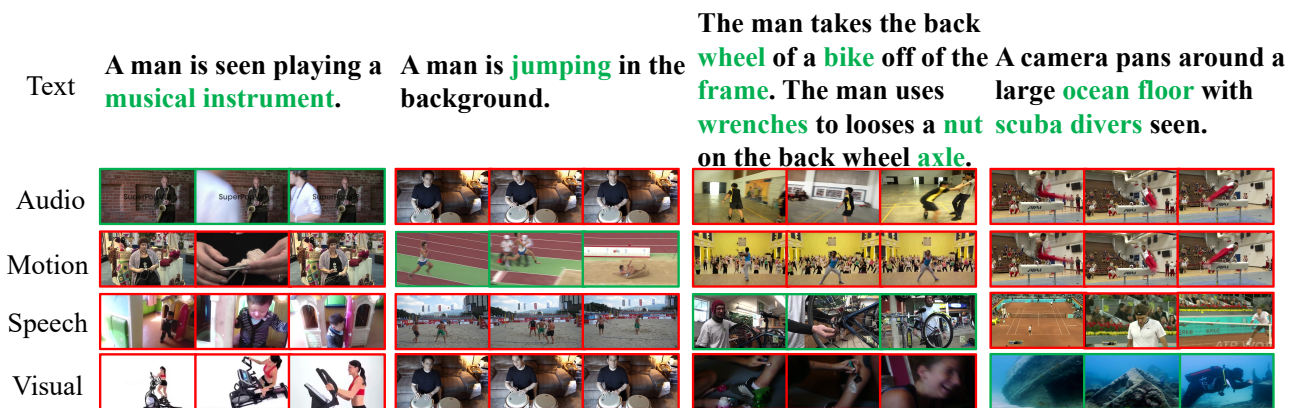 Text
A man is seen playing a
musical instrument.
A man is jumping in the
background.
The man takes the back
wheel of a bike off of the
frame. The man uses
wrenches to looses a nut
on the back wheel axle.
A camera pans around a
large ocean floor with
scuba divers seen.
Audio
Motion
Speech
Visual